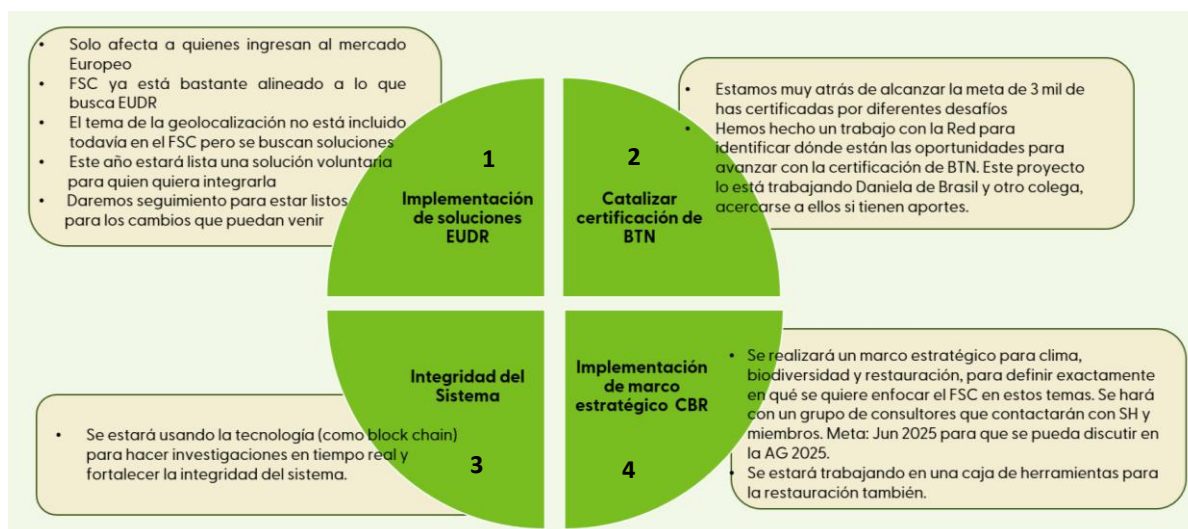 • Solo afecta a quienes ingresan al mercado
Europeo
• FSC ya está bastante alineado a lo que
busca EUDR
• El tema de la geolocalización no está incluido
todavía en el FSC pero se buscan soluciones
• Este año estará lista una solución voluntaria
para quien quiera integrarla
• Daremos seguimiento para estar listos
para los cambios que puedan venir
1
Implementación
de soluciones
EUDR
2
Catalizar
certificación de
BTN
• Estamos muy atrás de alcanzar la meta de 3 mil de
has certificadas por diferentes desafíos
• Hemos hecho un trabajo con la Red para
identificar dónde están las oportunidades para
avanzar con la certificación de BTN. Este proyecto
lo está trabajando Daniela de Brasil y otro colega,
acercarse a ellos si tienen aportes.
Integridad del
Sistema
3
• Se estará usando la tecnología (como block chain)
para hacer investigaciones en tiempo real y
fortalecer la integridad del sistema.
Implementación
de marco
estratégico CBR
4
• Se realizará un marco estratégico para clima,
biodiversidad y restauración, para definir exactamente
en qué se quiere enfocar el FSC en estos temas. Se hará
con un grupo de consultores que contactarán con SH y
miembros. Meta: Jun 2025 para que se pueda discutir en
la AG 2025.
• Se estará trabajando en una caja de herramientas para
la restauración también.